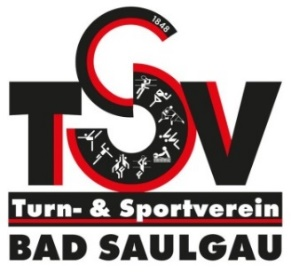 1848
TSV
Turn- & Sportverein
BAD SAULGAU